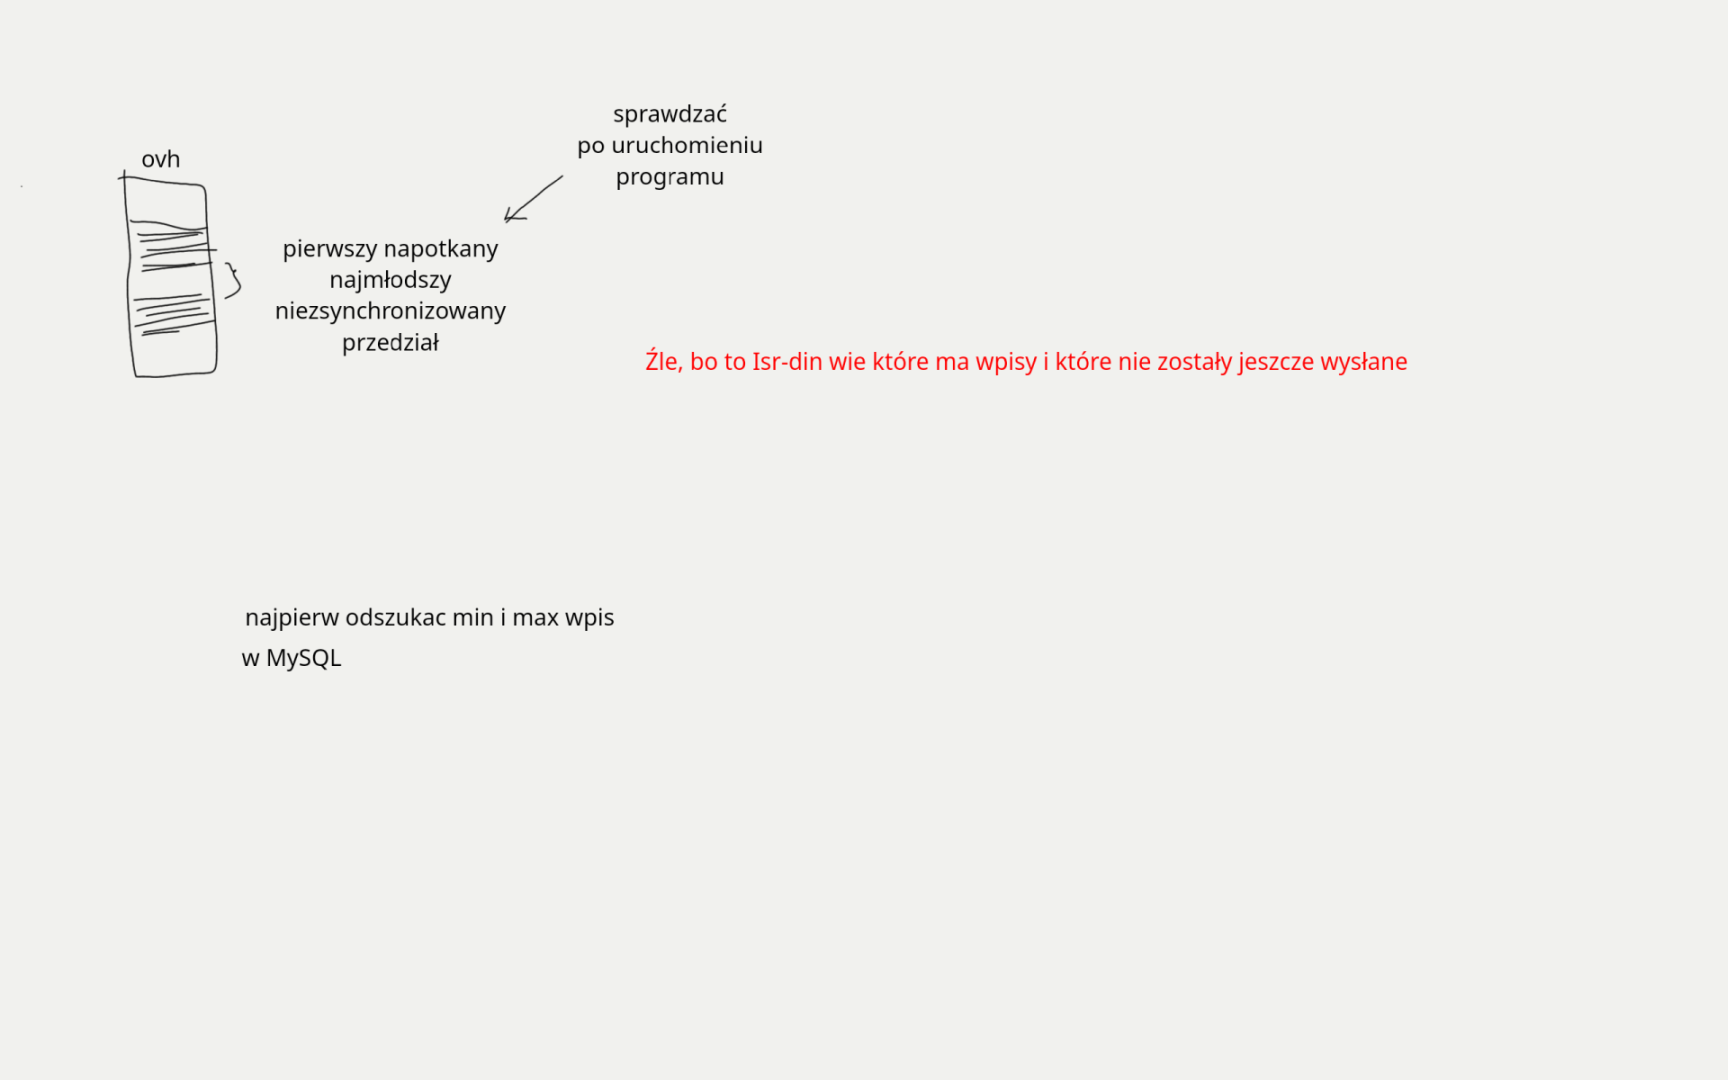 sprawdzać
po uruchomieniu
programu
ovh
pierwszy napotkany
najmłodszy
niezsynchronizowany
przedział
Źle, bo to Isr-din wie które ma wpisy i które nie zostały jeszcze wysłane
najpierw odszukac min i max wpis
w MySQL